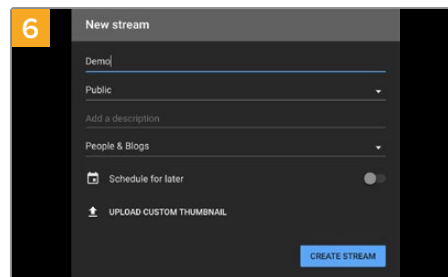 6
New stream
Demo
Public
Add a description
People & Blogs
Schedule for later
UPLOAD CUSTOM THUMBNAIL
CREATE STREAM